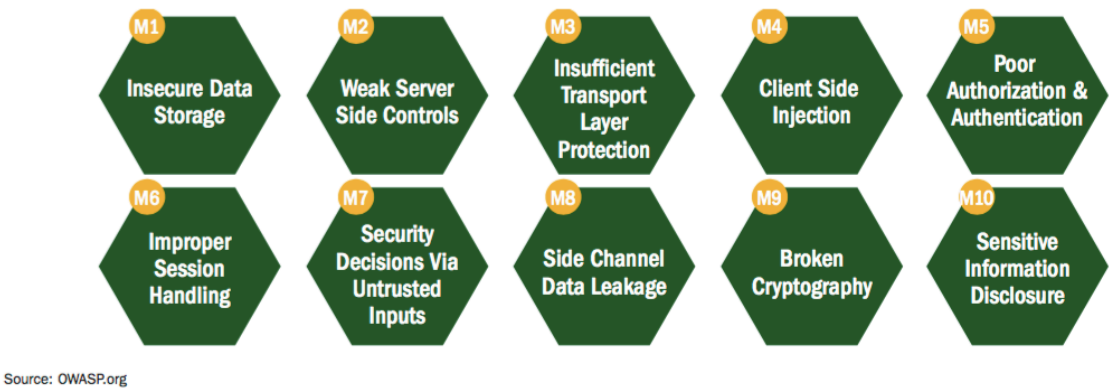 M1
Insecure Data
Storage
M2
Weak Server
Side Controls
M3
Insufficient
Transport
Layer
Protection
M4
Client Side
Injection
M5
Poor
Authorization &
Authentication
M6
Improper
Session
Handling
M7
Security
Decisions Via
Untrusted
Inputs
M8
Side Channel
Data Leakage
M9
Broken
Cryptography
M10
Sensitive
Information
Disclosure
Source: OWASP.org